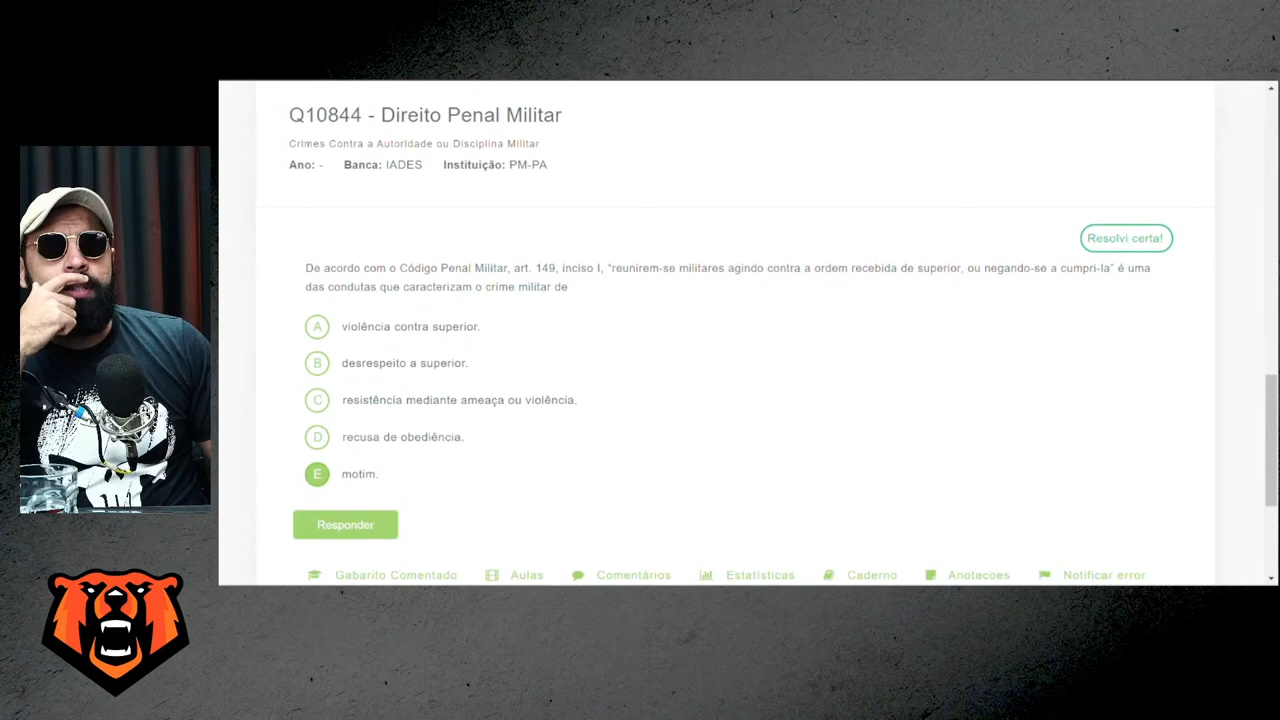 Q10844 - Direito Penal Militar
Crimes Contra a Autoridade ou Disciplina Militar
Ano: - Banca: IADES Instituição: PM-PA
Resolvi certa!
De acordo com o Código Penal Militar, art. 149, inciso I, “reunirem-se militares agindo contra a ordem recebida de superior, ou negando-se a cumpri-la” é uma
das condutas que caracterizam o crime militar de
A violência contra superior.
B desrespeito a superior.
C resistência mediante ameaça ou violência.
D recusa de obediência.
E motim.
Responder
Gabarito Comentado Aulas Comentários Estatísticas Caderno Anotacoes Notificar error